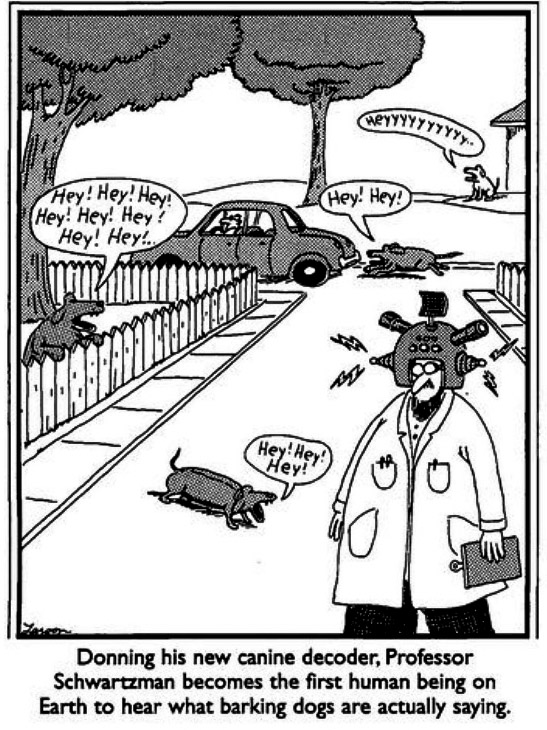 Heyyyyyyyyyyy..
Hey! Hey! Hey!
Hey! Hey! Hey!
Hey! Hey!..
Hey! Hey!
Hey! Hey!
Hey!
Larson
Donning his new canine decoder, Professor
Schwartzman becomes the first human being on
Earth to hear what barking dogs are actually saying.